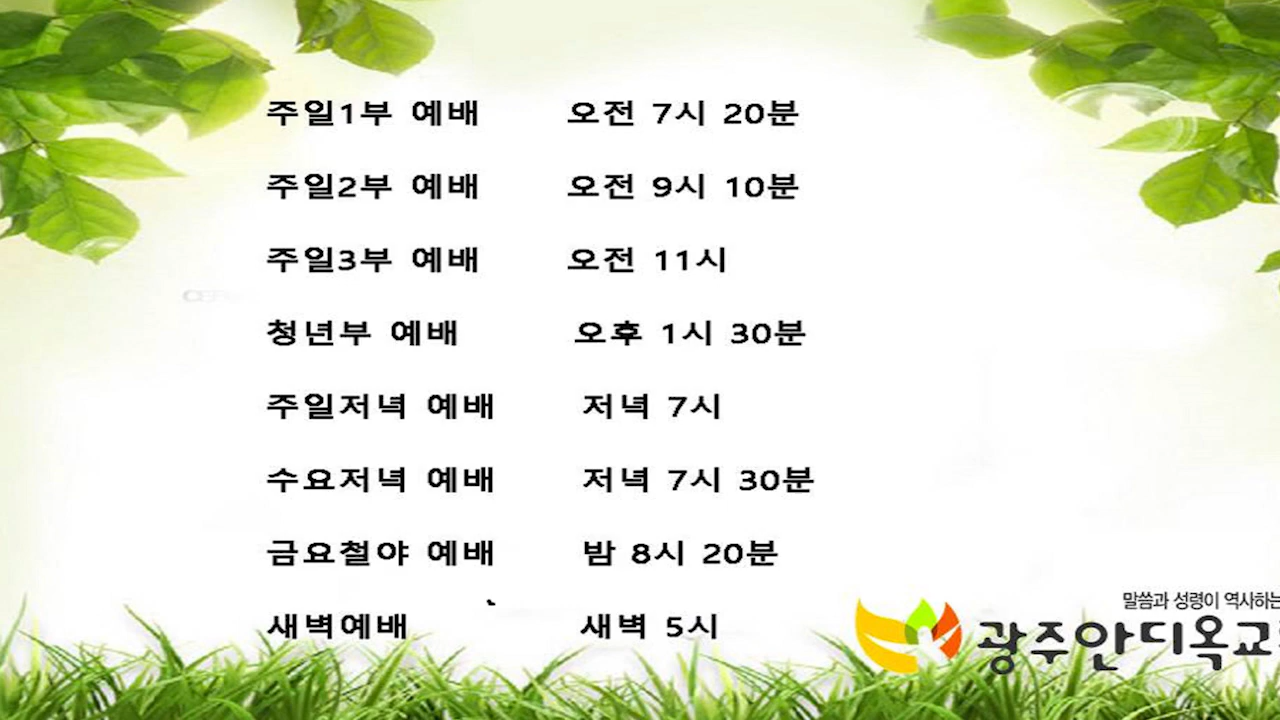 주일1부 예배 오전 7시 20분
주일2부 예배 오전 9시 10분
주일3부 예배 오전 11시
청년부 예배 오후 1시 30분
주일저녁 예배 저녁 7시
수요저녁 예배 저녁 7시 30분
금요철야 예배 밤 8시 20분
새벽예배 새벽 5시
말씀과 성령이 역사하는
광주안디옥교